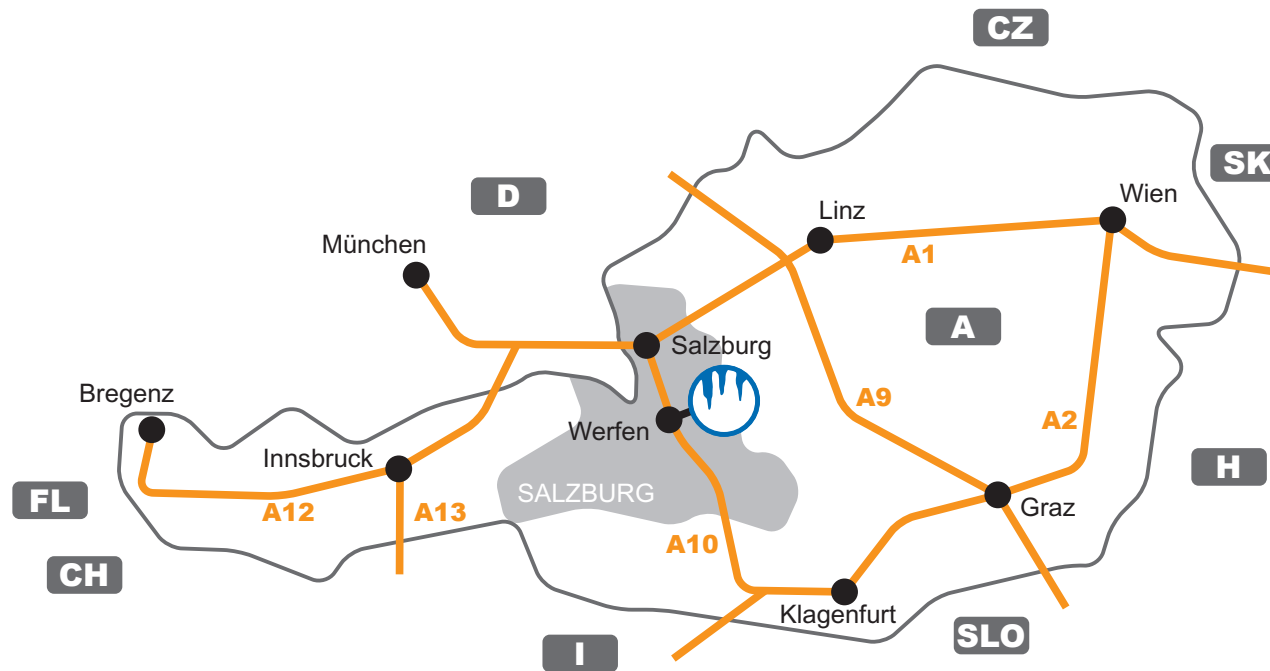 CZ
SK
D
Wien
Linz
München
A1
A
Salzburg
Bregenz
A9
A2
Werfen
Innsbruck
H
FL
SALZBURG
Graz
A12
A13
A10
CH
Klagenfurt
SLO
I